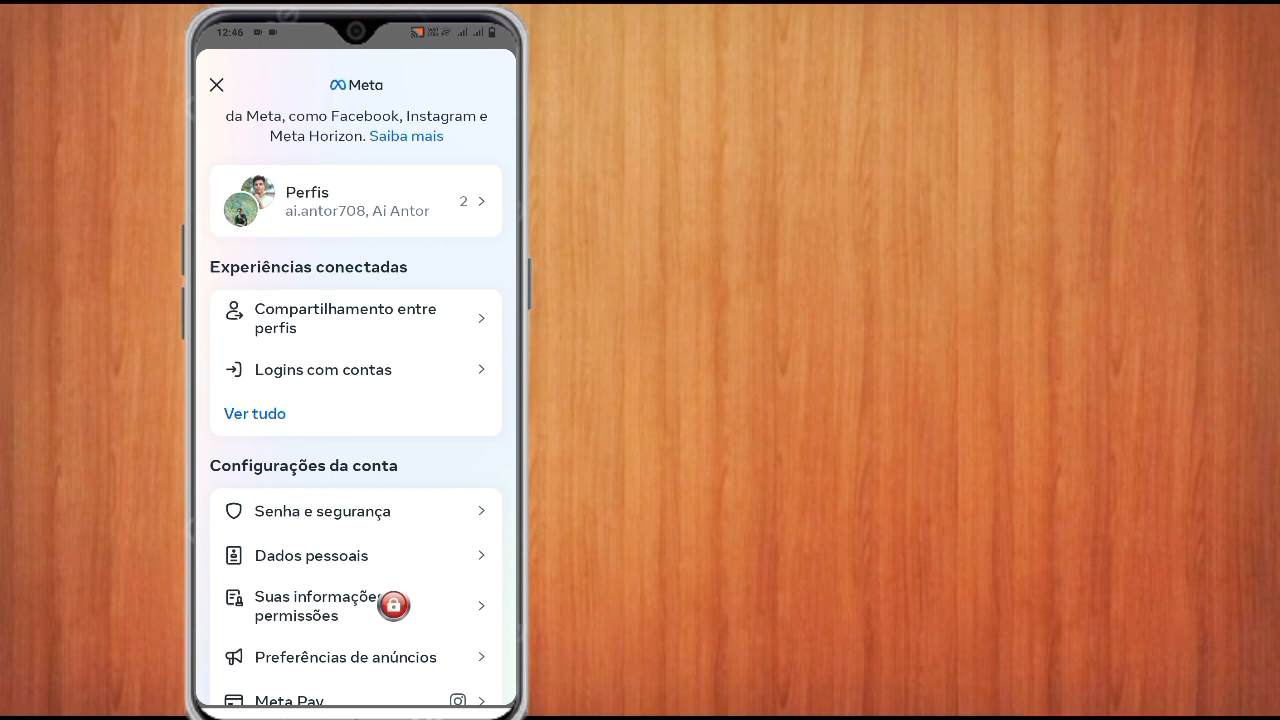 12:46
Meta
da Meta, como Facebook, Instagram e
Meta Horizon. Saiba mais
Perfis
ai.antor708, Ai Antor
2
Experiências conectadas
Compartilhamento entre
perfis
Logins com contas
Ver tudo
Configurações da conta
Senha e segurança
Dados pessoais
Suas informações
permissões
Preferências de anúncios
Meta Pay